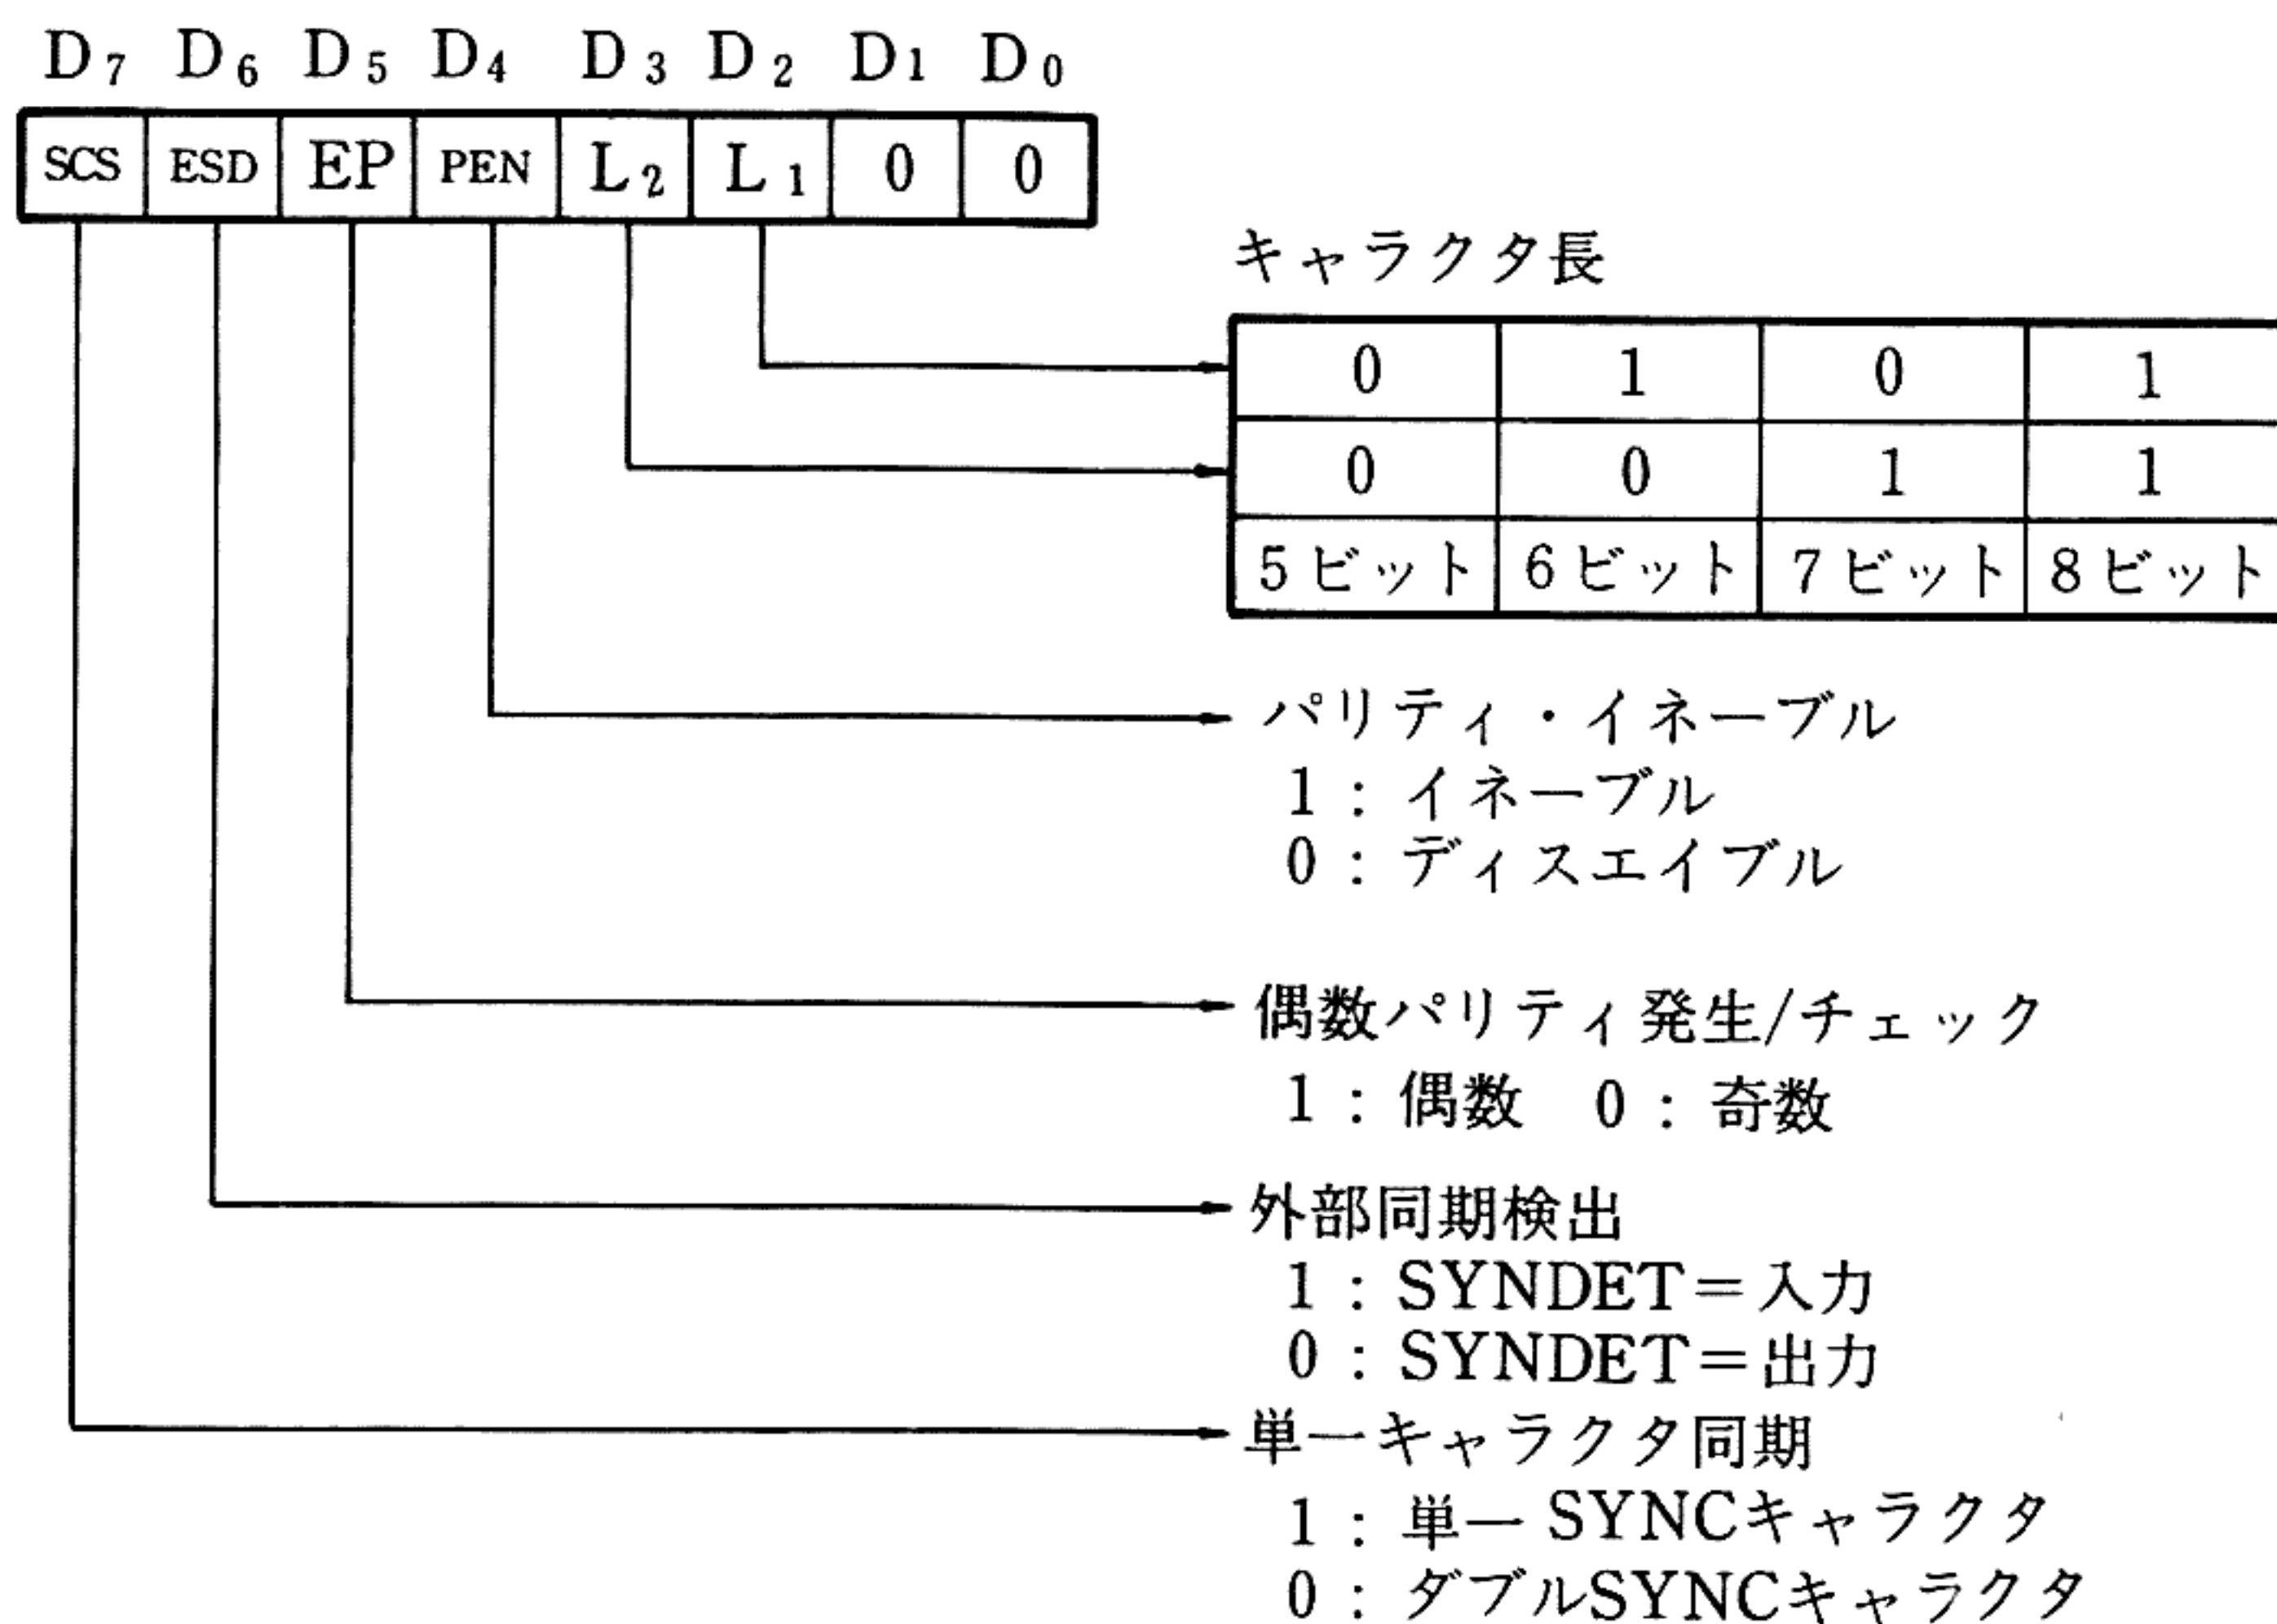 D7 D6 D5 D4 D3 D2 D1 D0
SCS ESD EP PEN L2 L1 0 0
キャラクタ長
0 1 0 1
0 0 1 1
5ビット 6ビット 7ビット 8ビット
パリティ・イネーブル
1:イネーブル
0:ディスエイブル
偶数パリティ発生/チェック
1:偶数 0:奇数
外部同期検出
1:SYNDET=入力
0:SYNDET=出力
単一キャラクタ同期
1:単一SYNCキャラクタ
0:ダブルSYNCキャラクタ